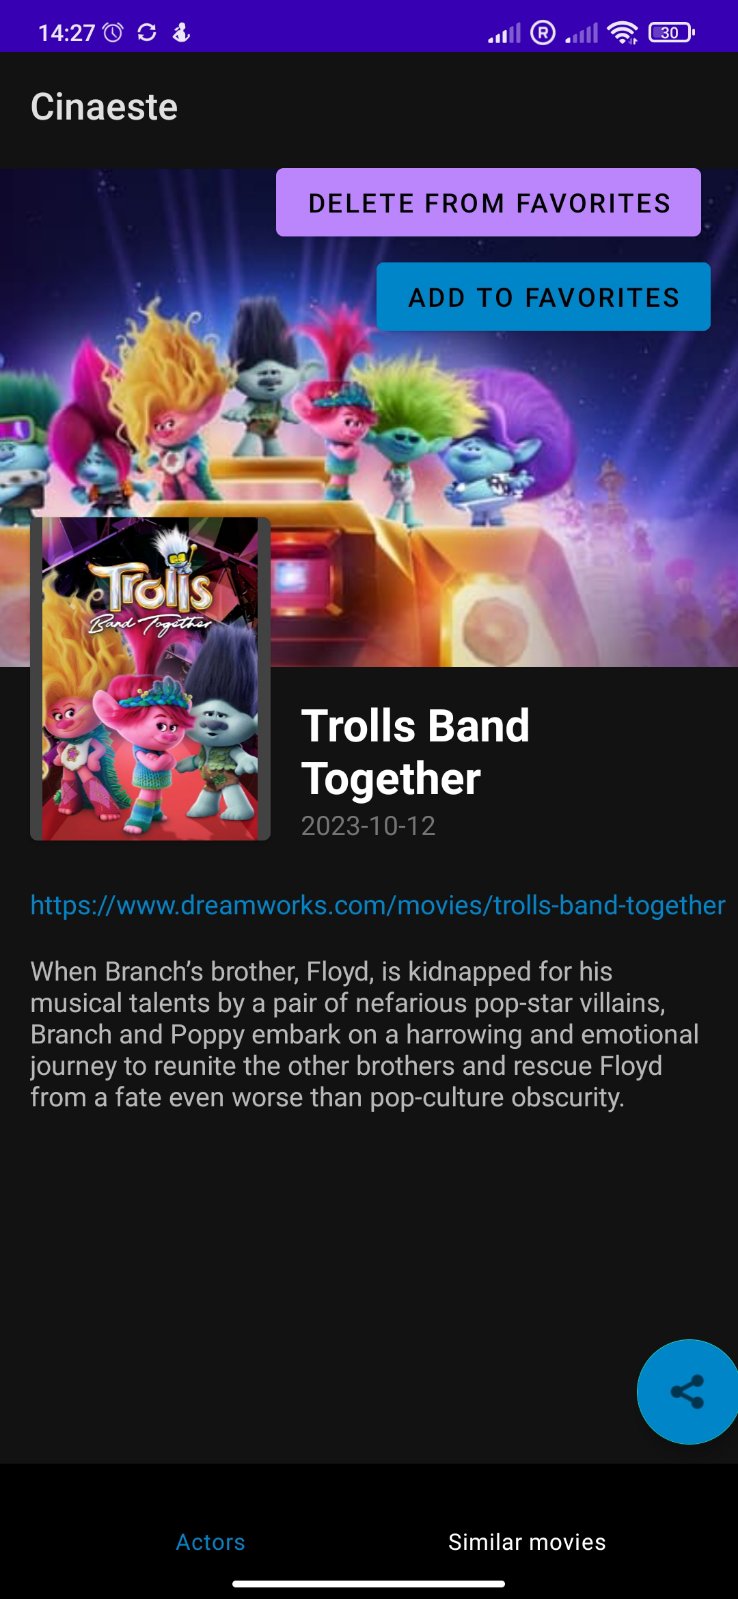 14:27
R
30
Cinaeste
DELETE FROM FAVORITES
ADD TO FAVORITES
Trolls
Band Together
Trolls Band
Together
2023-10-12
https://www.dreamworks.com/movies/trolls-band-together
When Branch’s brother, Floyd, is kidnapped for his
musical talents by a pair of nefarious pop-star villains,
Branch and Poppy embark on a harrowing and emotional
journey to reunite the other brothers and rescue Floyd
from a fate even worse than pop-culture obscurity.
Actors
Similar movies